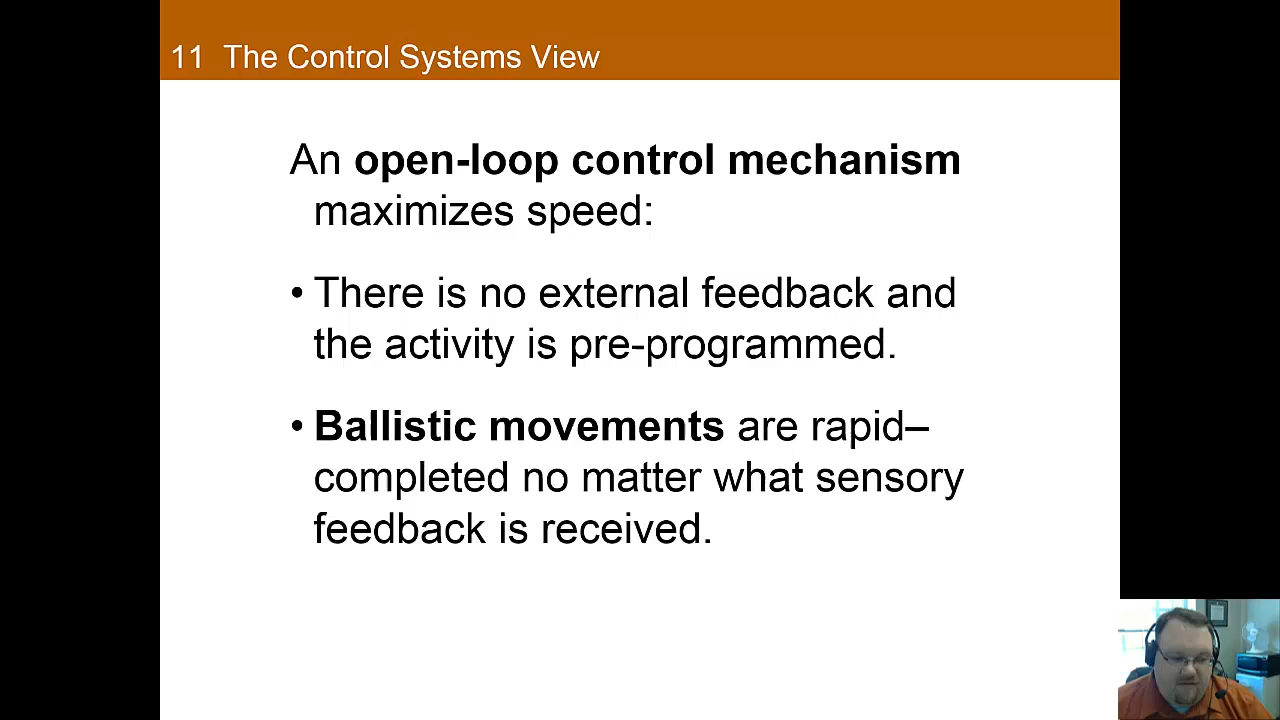 11 The Control Systems View
An open-loop control mechanism
maximizes speed:
• There is no external feedback and
the activity is pre-programmed.
• Ballistic movements are rapid–
completed no matter what sensory
feedback is received.